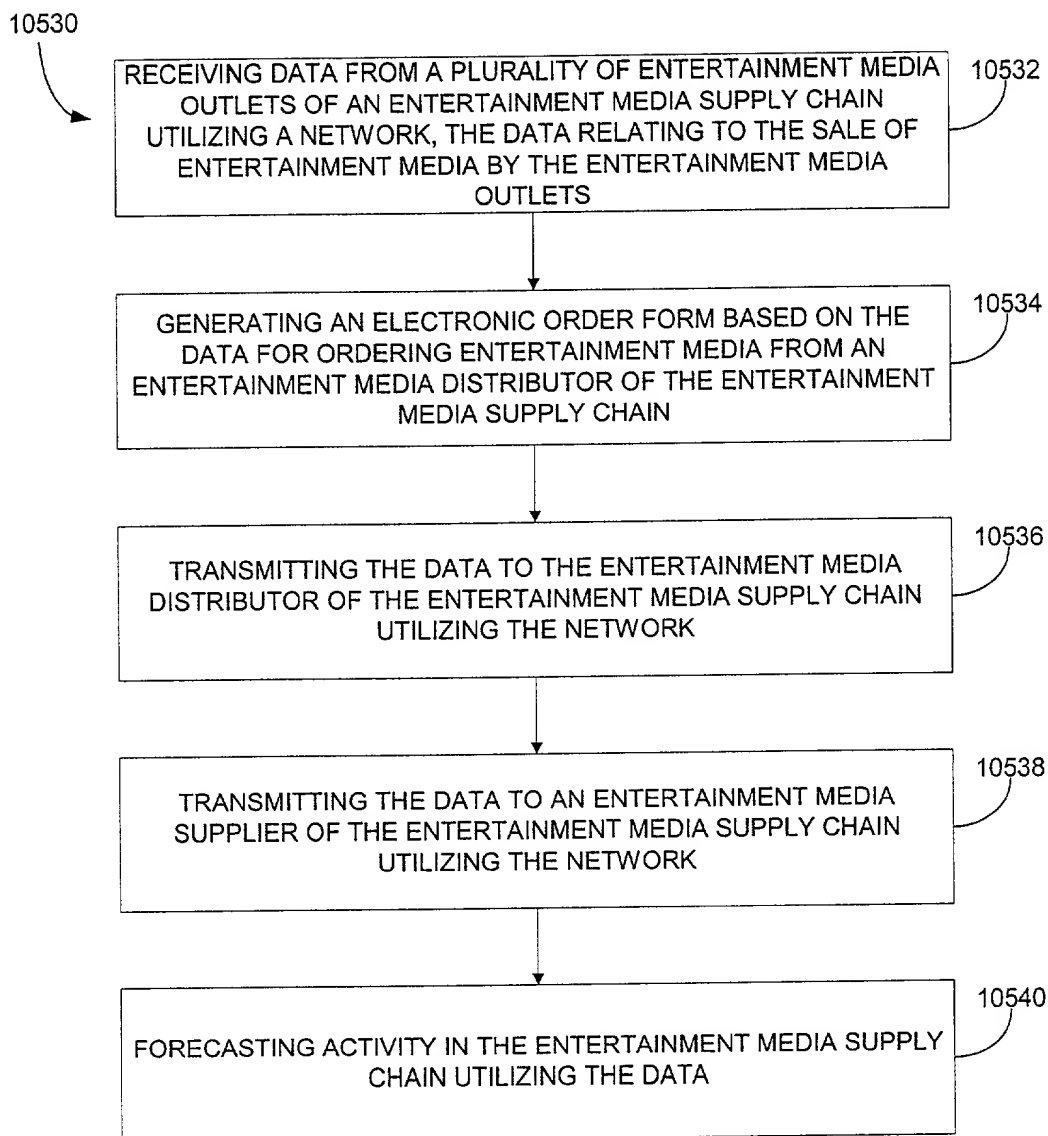 10530
RECEIVING DATA FROM A PLURALITY OF ENTERTAINMENT MEDIA
OUTLETS OF AN ENTERTAINMENT MEDIA SUPPLY CHAIN
UTILIZING A NETWORK, THE DATA RELATING TO THE SALE OF
ENTERTAINMENT MEDIA BY THE ENTERTAINMENT MEDIA
OUTLETS
10532
GENERATING AN ELECTRONIC ORDER FORM BASED ON THE
DATA FOR ORDERING ENTERTAINMENT MEDIA FROM AN
ENTERTAINMENT MEDIA DISTRIBUTOR OF THE ENTERTAINMENT
MEDIA SUPPLY CHAIN
10534
TRANSMITTING THE DATA TO THE ENTERTAINMENT MEDIA
DISTRIBUTOR OF THE ENTERTAINMENT MEDIA SUPPLY CHAIN
UTILIZING THE NETWORK
10536
TRANSMITTING THE DATA TO AN ENTERTAINMENT MEDIA
SUPPLIER OF THE ENTERTAINMENT MEDIA SUPPLY CHAIN
UTILIZING THE NETWORK
10538
FORECASTING ACTIVITY IN THE ENTERTAINMENT MEDIA SUPPLY
CHAIN UTILIZING THE DATA
10540